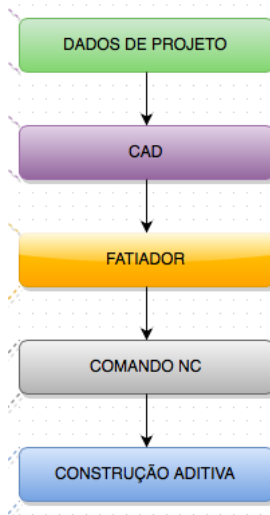 DADOS DE PROJETO
CAD
FATIADOR
COMANDO NC
CONSTRUÇÃO ADITIVA